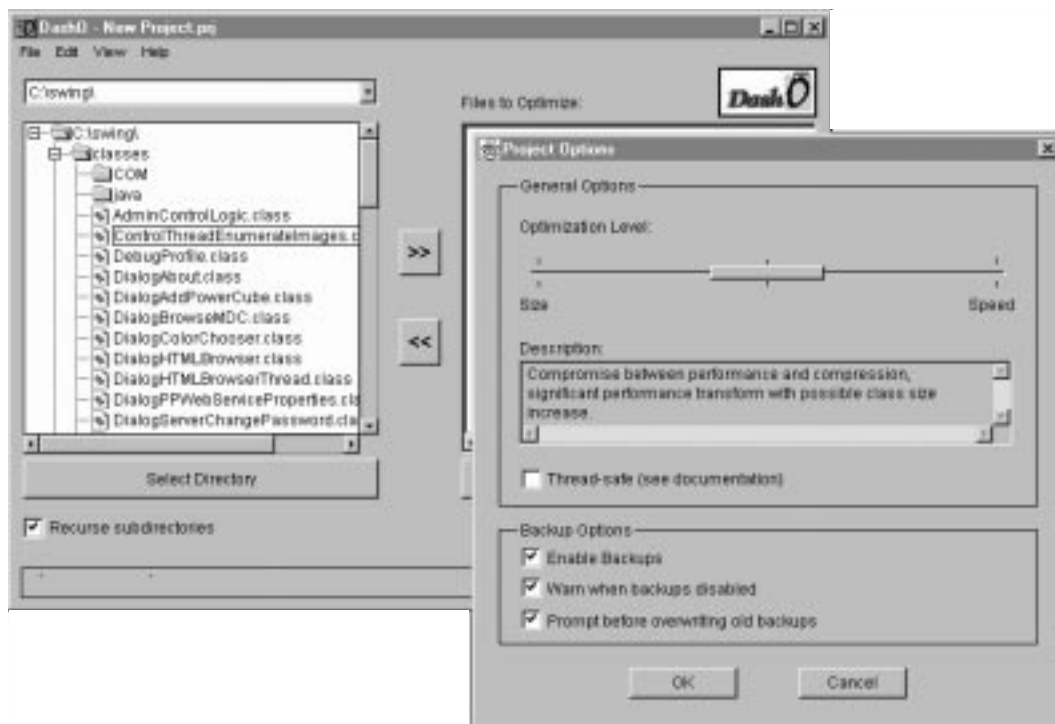 DashO - New Project.prj
File Edit View Help
C:\swing\
Files to Optimize:
DashO
C:\swing\
classes
COM
java
AdminControlLogic.class
ControlThreadEnumerateImages.c
DebugProfile.class
DialogAbout.class
DialogAddPowerCube.class
DialogBrowseMDC.class
DialogColorChooser.class
DialogHTMLBrowser.class
DialogHTMLBrowserThread.class
DialogPPWebServiceProperties.cla
DialogServerChangePassword.cla
>>
<<
Select Directory
Recurse subdirectories
Project Options
General Options
Optimization Level:
Size Speed
Description:
Compromise between performance and compression,
significant performance transform with possible class size
increase.
Thread-safe (see documentation)
Backup Options
Enable Backups
Warn when backups disabled
Prompt before overwriting old backups
OK Cancel